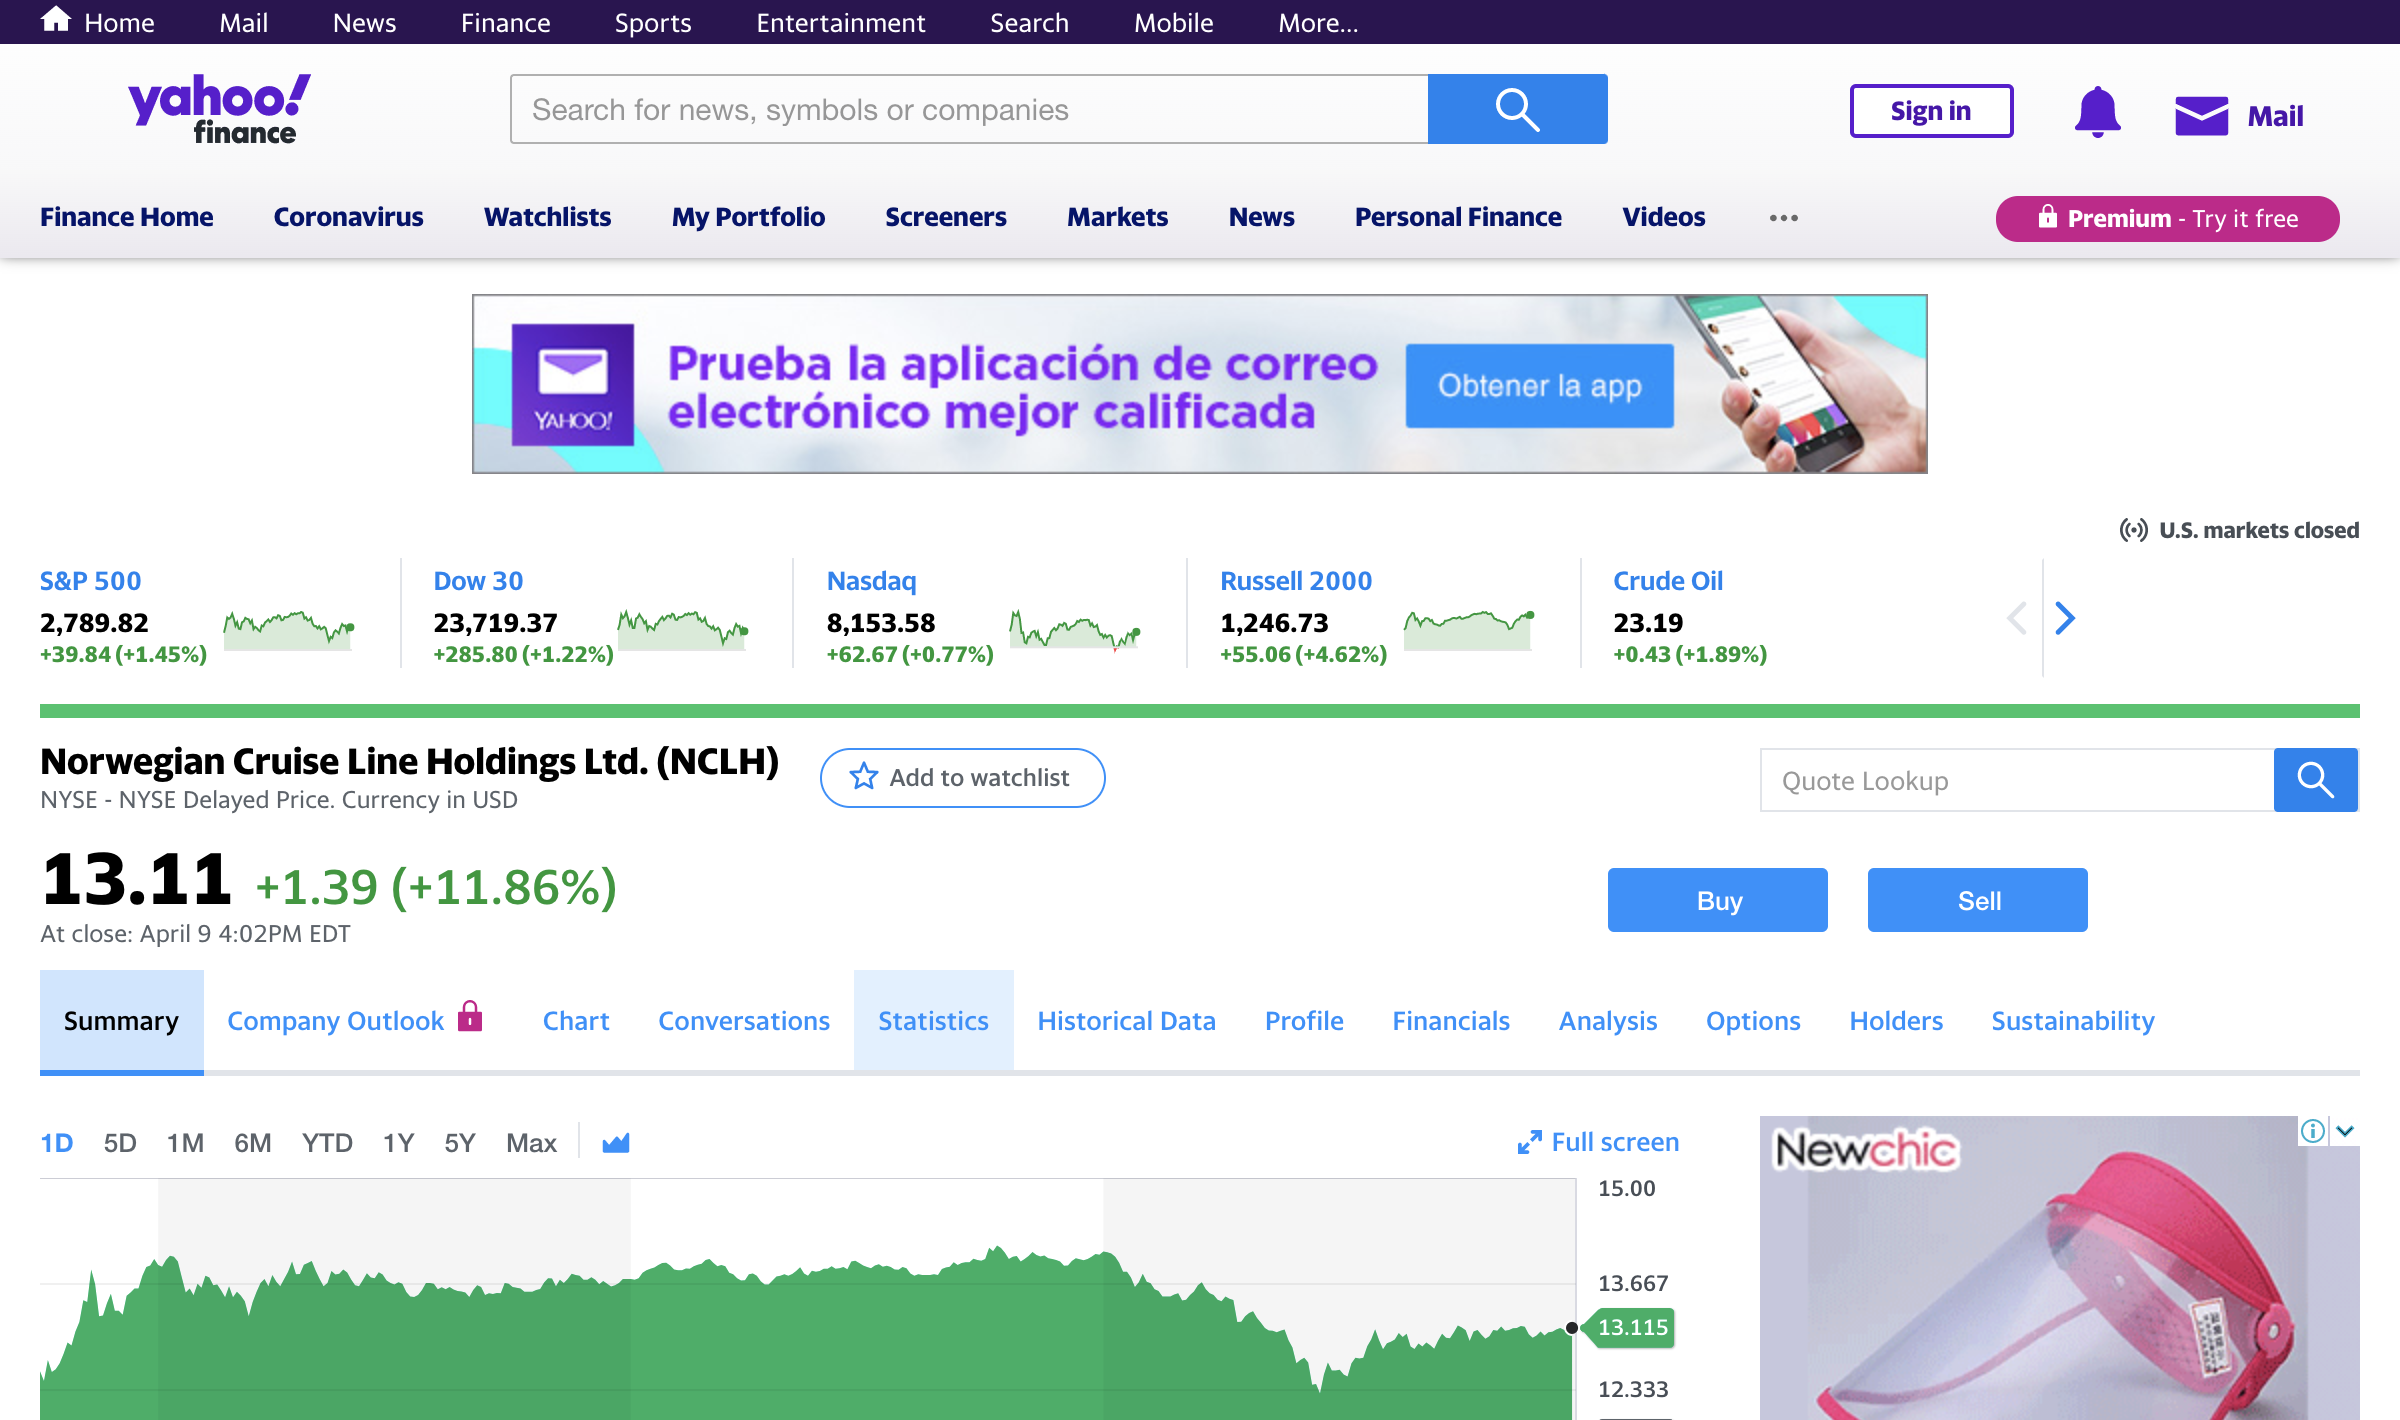 Home Mail News Finance Sports Entertainment Search Mobile More...
yahoo!
finance
Search for news, symbols or companies
Sign in
Mail
Finance Home Coronavirus Watchlists My Portfolio Screeners Markets News Personal Finance Videos
Premium - Try it free
YAHOO!
Prueba la aplicación de correo
electrónico mejor calificada
Obtener la app
U.S. markets closed
S&P 500
2,789.82
+39.84 (+1.45%)
Dow 30
23,719.37
+285.80 (+1.22%)
Nasdaq
8,153.58
+62.67 (+0.77%)
Russell 2000
1,246.73
+55.06 (+4.62%)
Crude Oil
23.19
+0.43 (+1.89%)
Norwegian Cruise Line Holdings Ltd. (NCLH)
NYSE - NYSE Delayed Price. Currency in USD
Add to watchlist
Quote Lookup
13.11 +1.39 (+11.86%)
At close: April 9 4:02PM EDT
Buy
Sell
Summary Company Outlook Chart Conversations Statistics Historical Data Profile Financials Analysis Options Holders Sustainability
1D 5D 1M 6M YTD 1Y 5Y Max
Full screen
15.00
13.667
13.115
12.333
Newchic